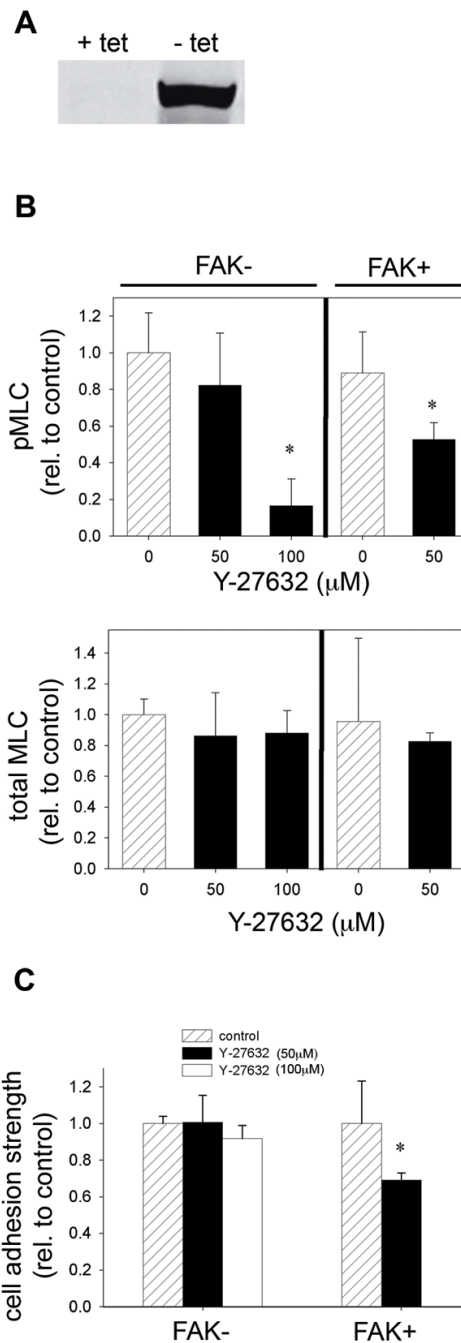 A
+ tet - tet
B
FAK- FAK+
pMLC
(rel. to control)
1.2
1.0
0.8
0.6
0.4
0.2
0.0
* *
0 50 100 0 50
Y-27632 (μM)
total MLC
(rel. to control)
1.4
1.2
1.0
0.8
0.6
0.4
0.2
0.0
0 50 100 0 50
Y-27632 (μM)
C
control
Y-27632 (50μM)
Y-27632 (100μM)
cell adhesion strength
(rel. to control)
1.2
1.0
0.8
0.6
0.4
0.2
0.0
*
FAK- FAK+